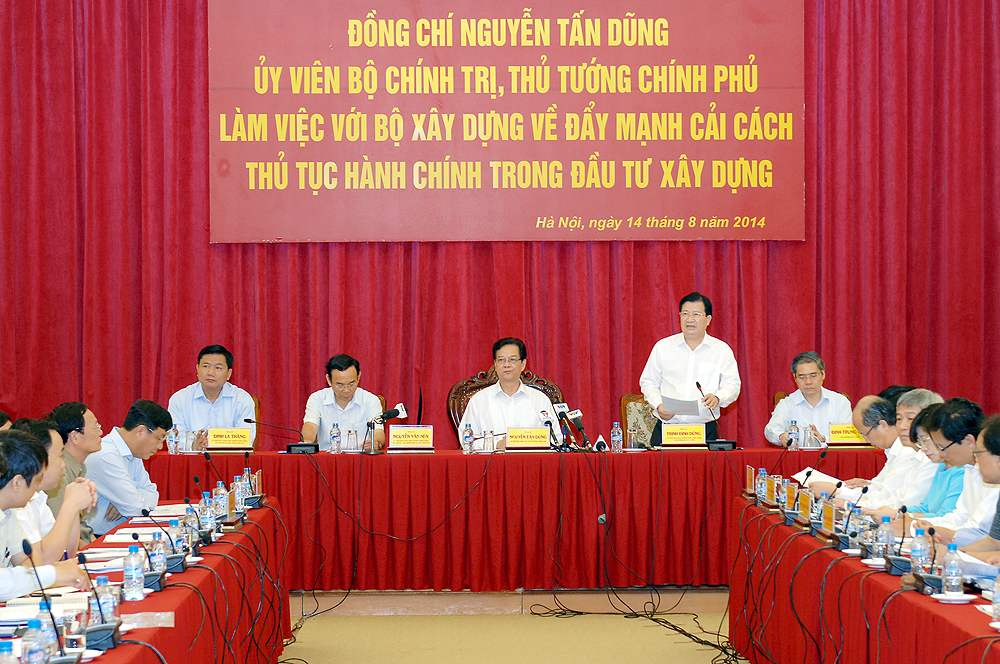 ĐỒNG CHÍ NGUYỄN TẤN DŨNG
ỦY VIÊN BỘ CHÍNH TRỊ, THỦ TƯỚNG CHÍNH PHỦ
LÀM VIỆC VỚI BỘ XÂY DỰNG VỀ ĐẨY MẠNH CẢI CÁCH
THỦ TỤC HÀNH CHÍNH TRONG ĐẦU TƯ XÂY DỰNG
Hà Nội, ngày 14 tháng 8 năm 2014
ĐINH LA THĂNG
NGUYỄN VĂN NÊN
NGUYỄN TẤN DŨNG
TRỊNH ĐÌNH DŨNG